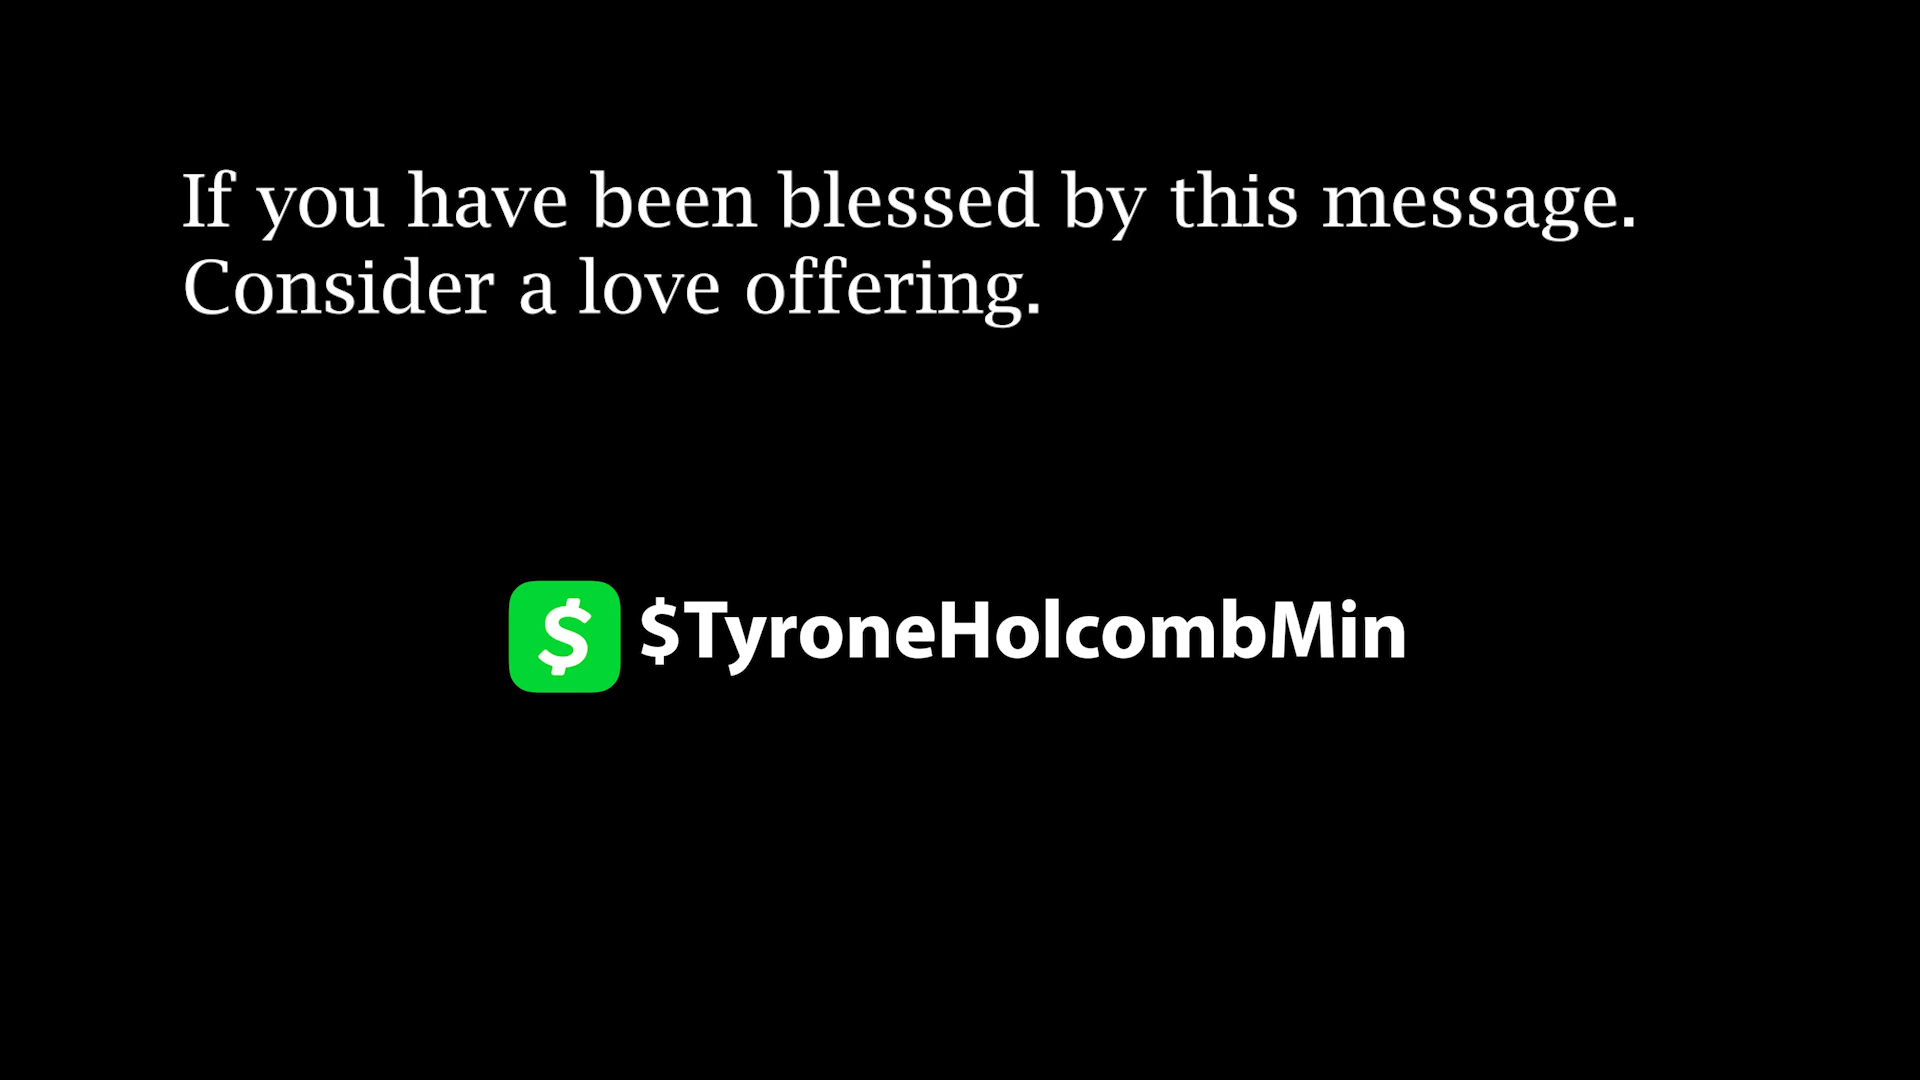 If you have been blessed by this message.
Consider a love offering.
$ $TyroneHolcombMin